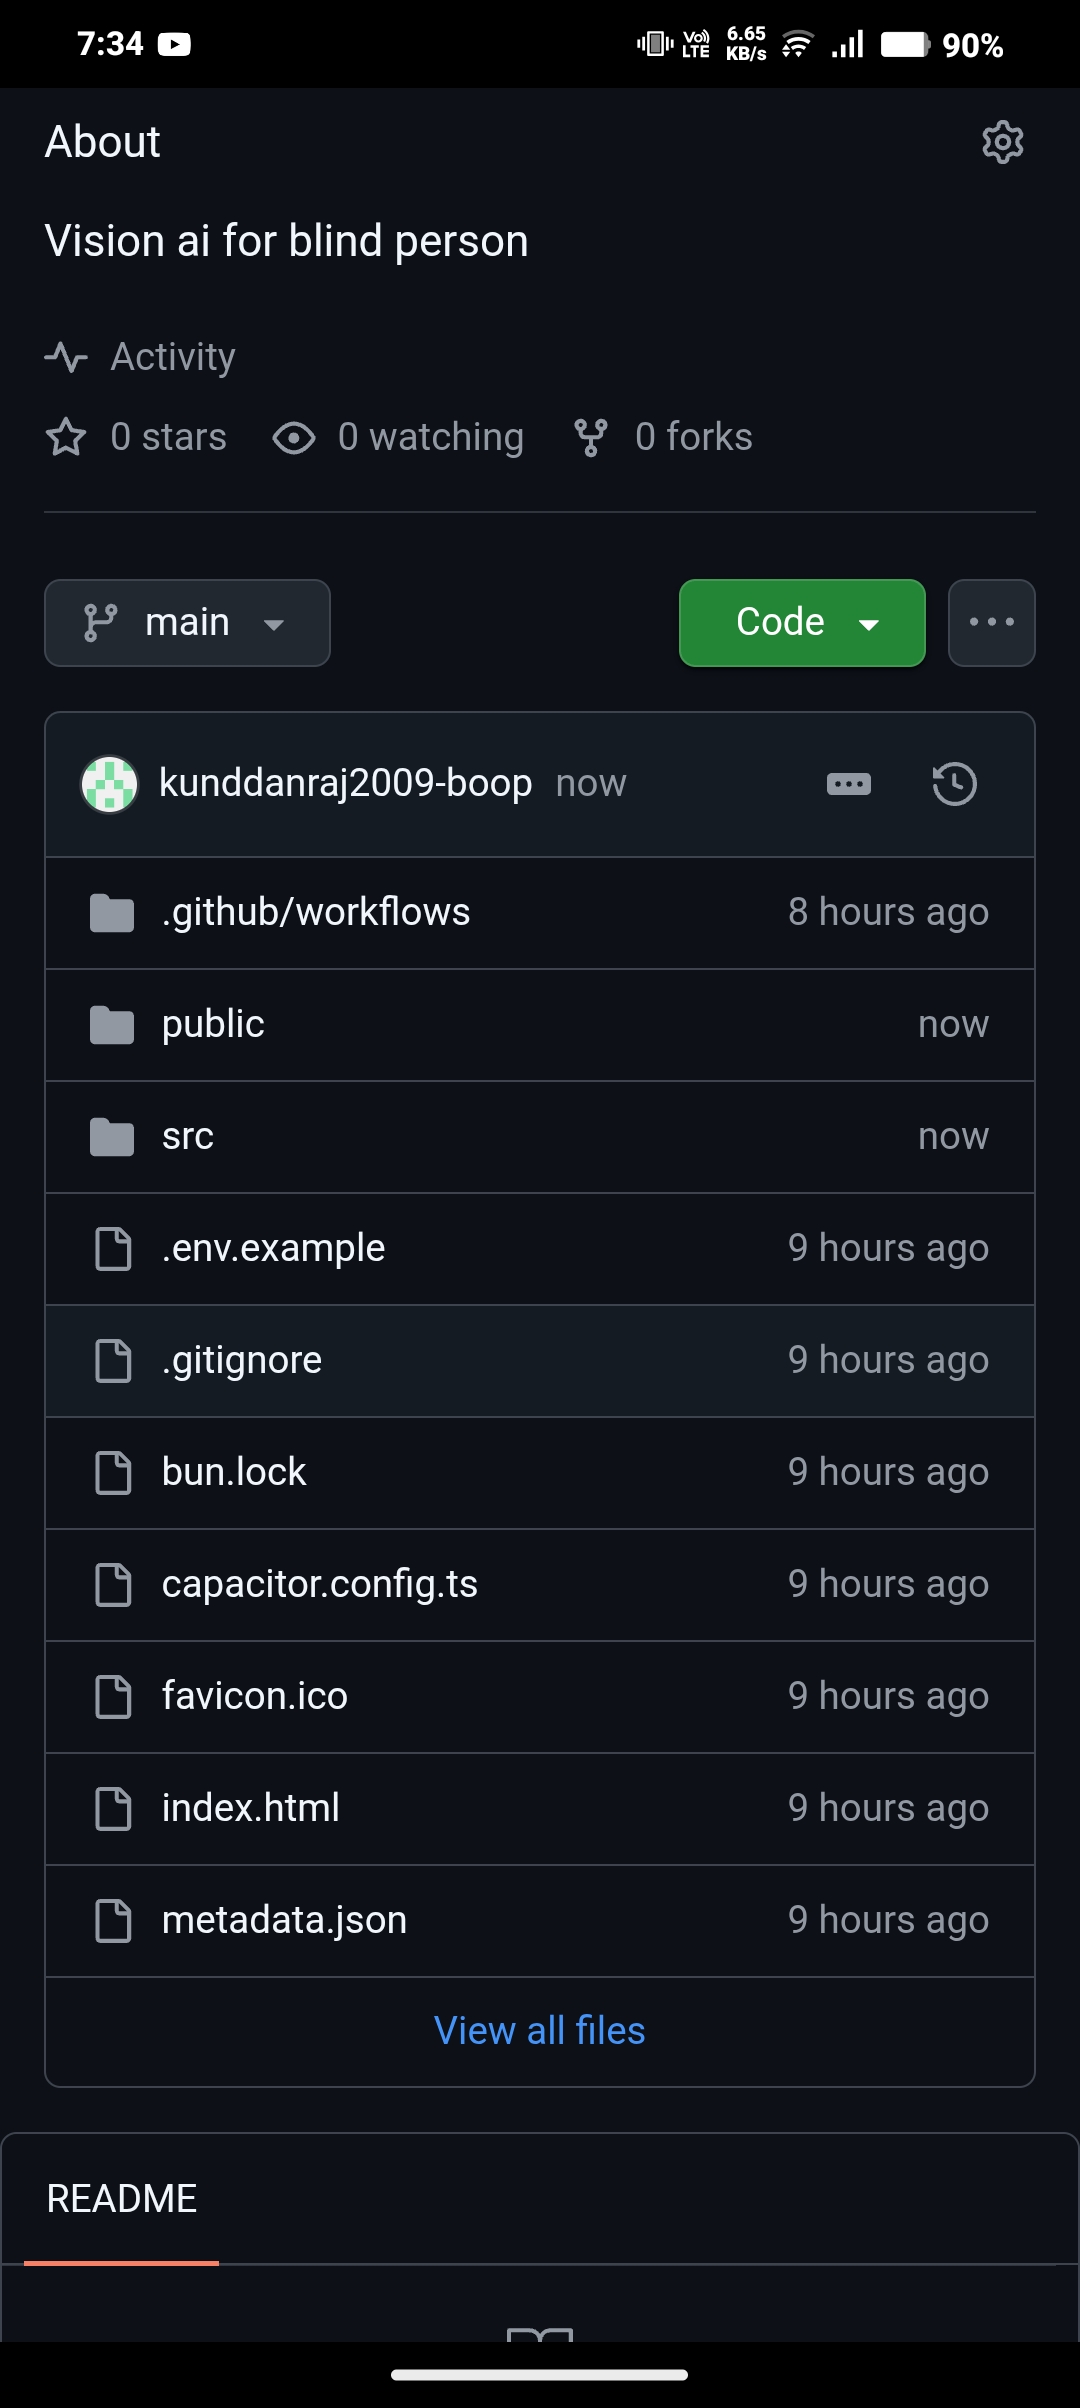 7:34 VoLTE 6.65 KB/s 90%
About
Vision ai for blind person
Activity
0 stars 0 watching 0 forks
main Code
kunddanraj2009-boop now
.github/workflows 8 hours ago
public now
src now
.env.example 9 hours ago
.gitignore 9 hours ago
bun.lock 9 hours ago
capacitor.config.ts 9 hours ago
favicon.ico 9 hours ago
index.html 9 hours ago
metadata.json 9 hours ago
View all files
README